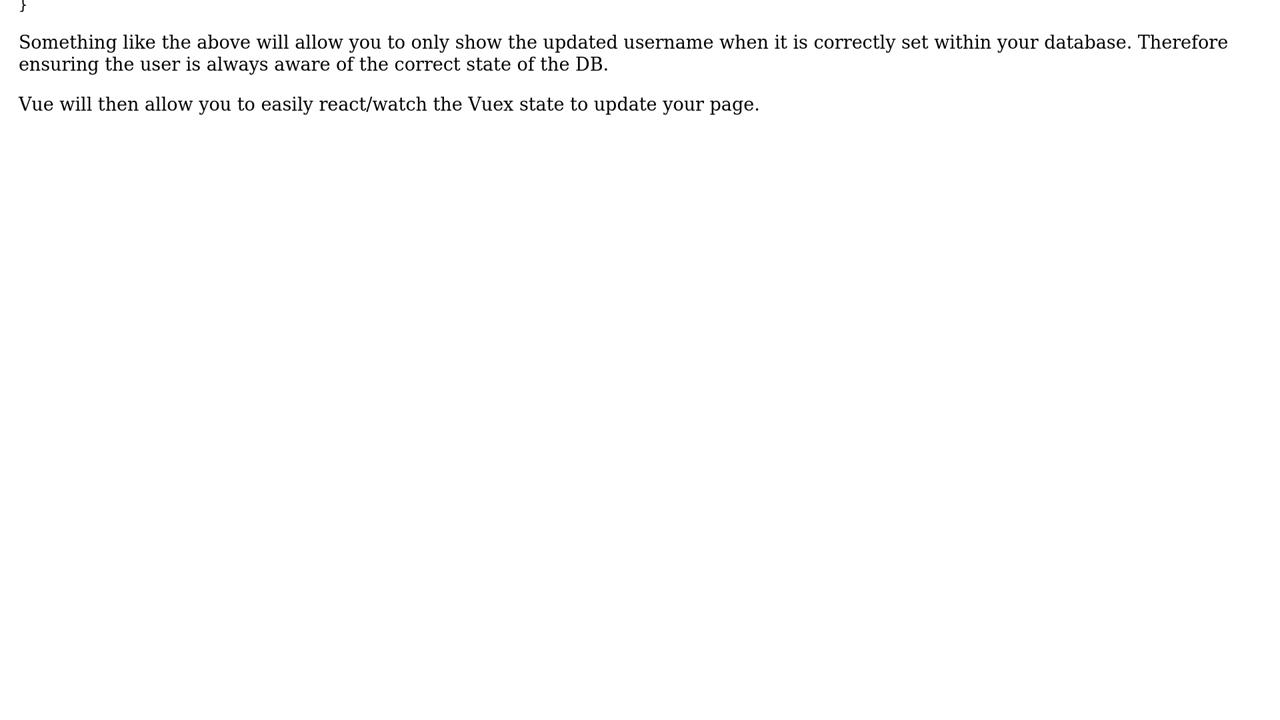 }
Something like the above will allow you to only show the updated username when it is correctly set within your database. Therefore
ensuring the user is always aware of the correct state of the DB.
Vue will then allow you to easily react/watch the Vuex state to update your page.